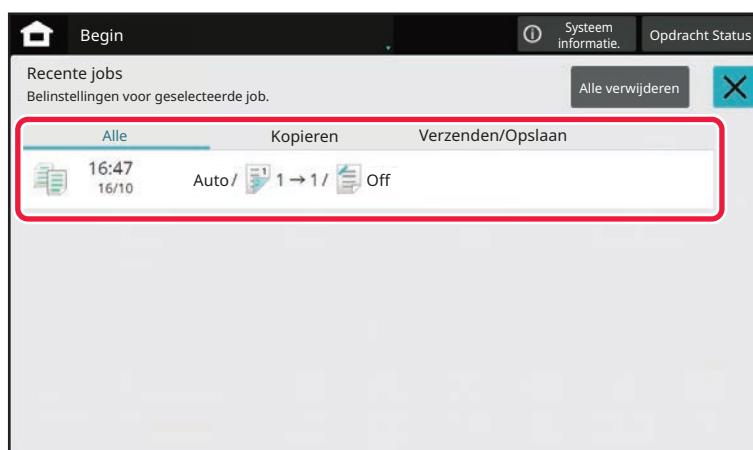 Begin
Systeem
informatie.
Opdracht Status
Recente jobs
Belinstellingen voor geselecteerde job.
Alle verwijderen
Alle Kopieren Verzenden/Opslaan
16:47
16/10
Auto / 1 1 → 1 / Off